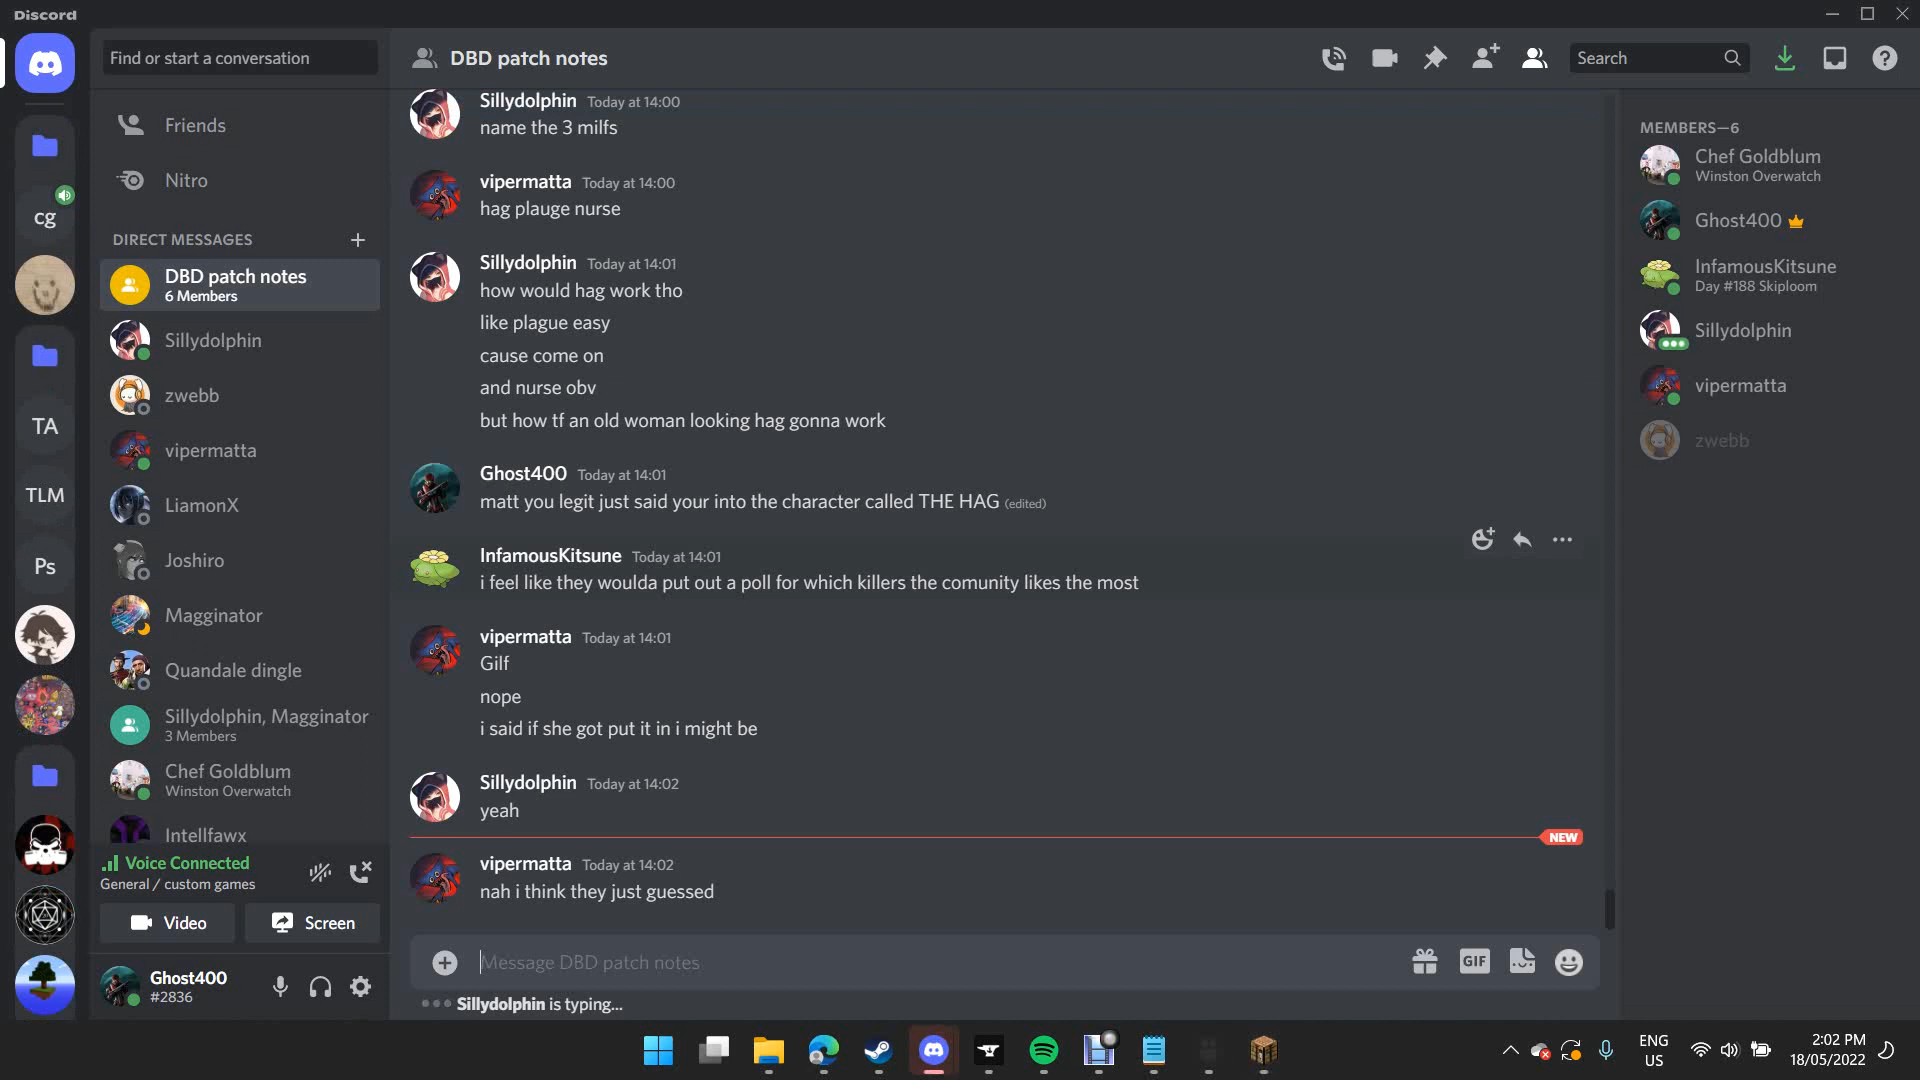 Discord
Find or start a conversation
Friends
Nitro
DIRECT MESSAGES
DBD patch notes
6 Members
Sillydolphin
zwebb
vipermatta
LiamonX
Joshiro
Magginator
Quandale dingle
Sillydolphin, Magginator
3 Members
Chef Goldblum
Winston Overwatch
Intellfawx
Voice Connected
General / custom games
Video
Screen
Ghost400
#2836
cg
TA
TLM
Ps
DBD patch notes
Search
Sillydolphin Today at 14:00
name the 3 milfs
vipermatta Today at 14:00
hag plauge nurse
Sillydolphin Today at 14:01
how would hag work tho
like plague easy
cause come on
and nurse obv
but how tf an old woman looking hag gonna work
Ghost400 Today at 14:01
matt you legit just said your into the character called THE HAG (edited)
InfamousKitsune Today at 14:01
i feel like they woulda put out a poll for which killers the comunity likes the most
vipermatta Today at 14:01
Gilf
nope
i said if she got put it in i might be
Sillydolphin Today at 14:02
yeah
NEW
vipermatta Today at 14:02
nah i think they just guessed
Message DBD patch notes
GIF
Sillydolphin is typing...
MEMBERS—6
Chef Goldblum
Winston Overwatch
Ghost400
InfamousKitsune
Day #188 Skiploom
Sillydolphin
vipermatta
zwebb
ENG
US
2:02 PM
18/05/2022